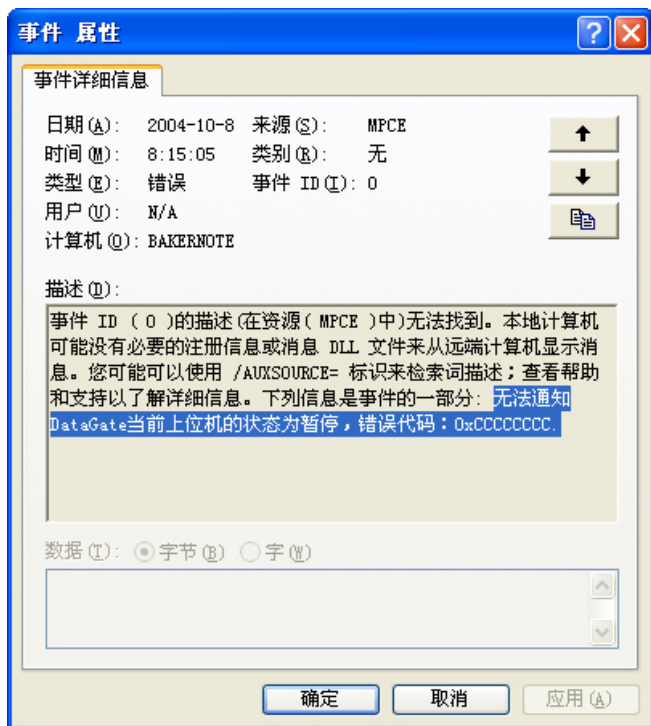 事件 属性
事件详细信息
日期(A): 2004-10-8 来源(S): MPCE
时间(M): 8:15:05 类别(R): 无
类型(E): 错误 事件 ID(I): 0
用户(U): N/A
计算机(O): BAKERNOTE
描述(D):
事件 ID ( 0 )的描述(在资源( MPCE )中)无法找到。本地计算机
可能没有必要的注册信息或消息 DLL 文件来从远端计算机显示消
息。您可能可以使用 /AUXSOURCE= 标识来检索词描述；查看帮助
和支持以了解详细信息。下列信息是事件的一部分: 无法通知
DataGate当前上位机的状态为暂停，错误代码：0xCCCCCCCC.
数据(T): 字节(B) 字(W)
确定 取消 应用(A)